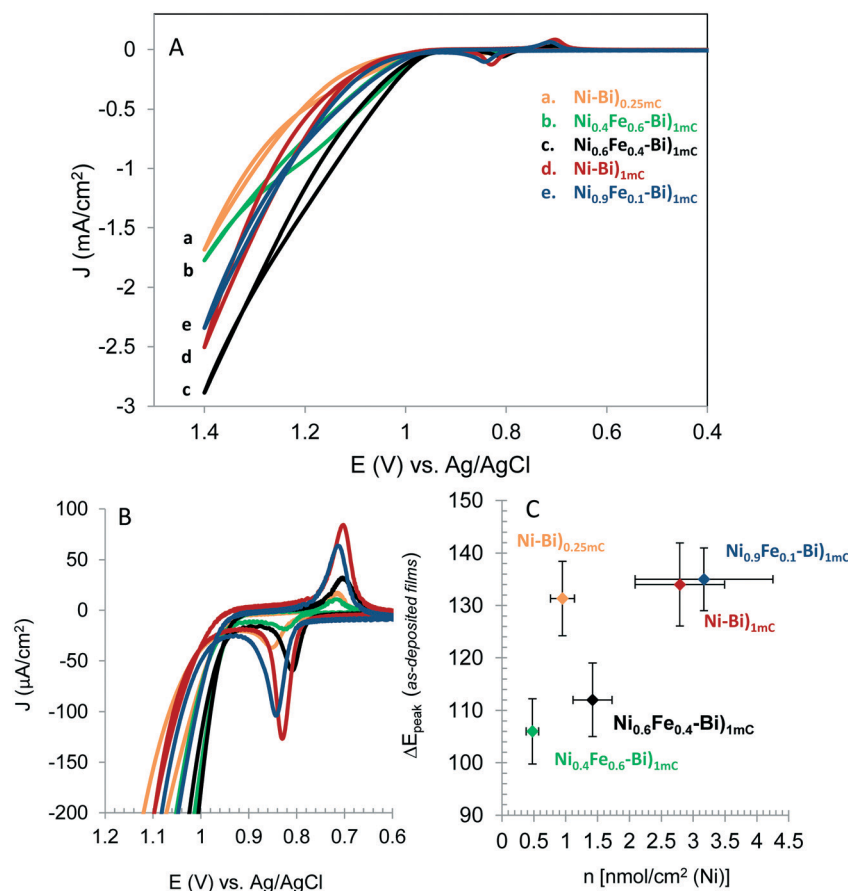 A
0
-0.5
-1
-1.5
-2
-2.5
-3
J (mA/cm²)
1.4 1.2 1 0.8 0.6 0.4
E (V) vs. Ag/AgCl
a. Ni-Bi)0.25mC
b. Ni0.4Fe0.6-Bi)1mC
c. Ni0.6Fe0.4-Bi)1mC
d. Ni-Bi)1mC
e. Ni0.9Fe0.1-Bi)1mC
a
b
e
d
c
B
100
50
0
-50
-100
-150
-200
J (µA/cm²)
1.2 1.1 1 0.9 0.8 0.7 0.6
E (V) vs. Ag/AgCl
C
150
140
130
120
110
100
90
ΔEpeak (as-deposited films)
Ni-Bi)0.25mC
Ni0.9Fe0.1-Bi)1mC
Ni-Bi)1mC
Ni0.6Fe0.4-Bi)1mC
Ni0.4Fe0.6-Bi)1mC
0 0.5 1 1.5 2 2.5 3 3.5 4 4.5
n [nmol/cm² (Ni)]